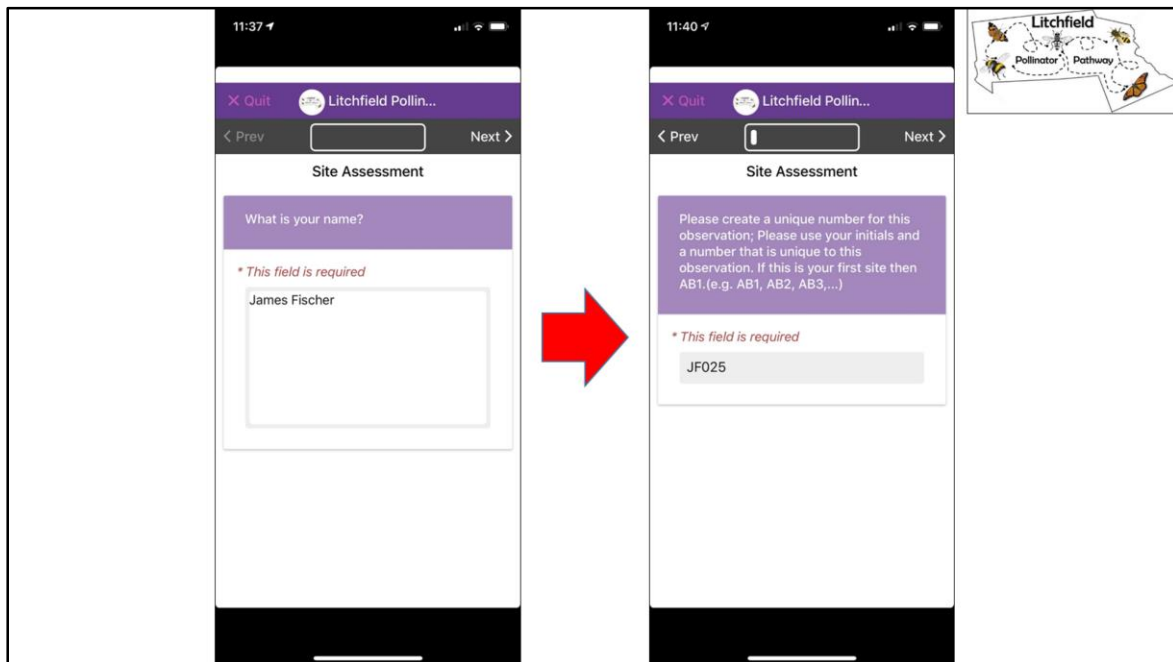 11:37
X Quit
Litchfield Pollin...
< Prev
Next >
Site Assessment
What is your name?
* This field is required
James Fischer
11:40
X Quit
Litchfield Pollin...
< Prev
Next >
Site Assessment
Please create a unique number for this
observation; Please use your initials and
a number that is unique to this
observation. If this is your first site then
AB1.(e.g. AB1, AB2, AB3,...)
* This field is required
JF025
Litchfield
Pollinator Pathway